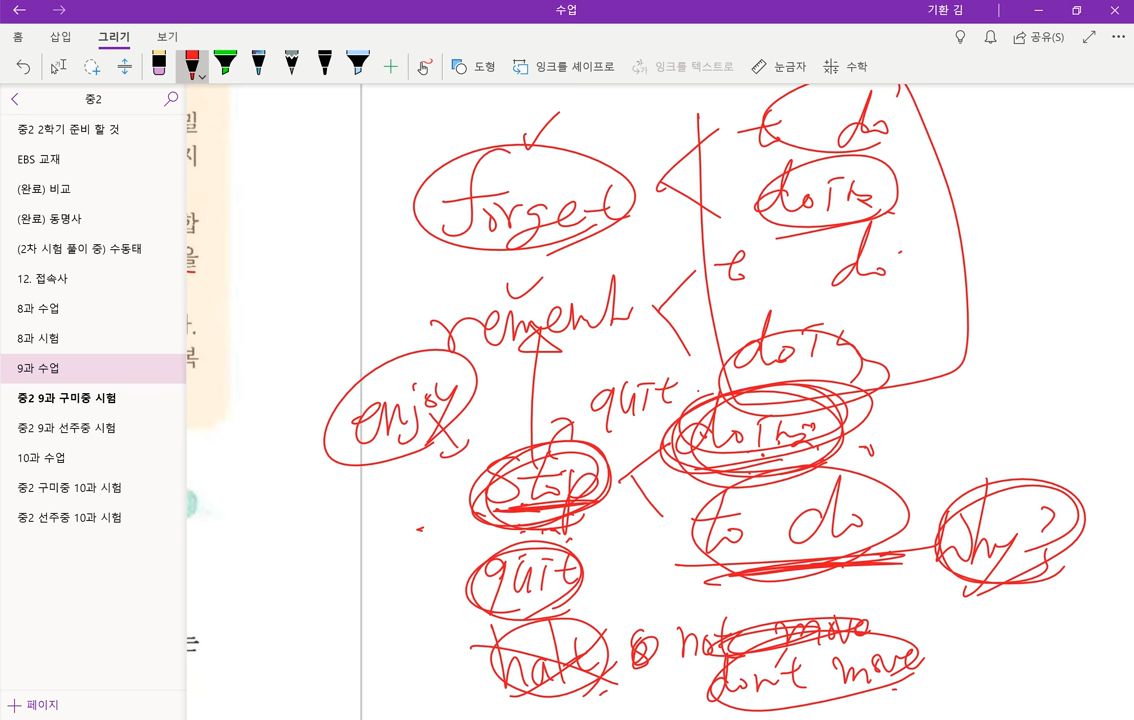 수업
기환 김
홈 삽입 그리기 보기
공유(S)
도형 잉크를 셰이프로 잉크를 텍스트로 눈금자 수학
중2
중2 2학기 준비 할 것
EBS 교재
(완료) 비교
(완료) 동명사
(2차 시험 풀이 중) 수동태
12. 접속사
8과 수업
8과 시험
9과 수업
중2 9과 구미중 시험
중2 9과 선주중 시험
10과 수업
중2 구미중 10과 시험
중2 선주중 10과 시험
페이지
밀
지
합
을
복
는
t do
forget doing
t do
doing
enjoy quit
doing
stop
to do why?
quit
halt not move
don't move